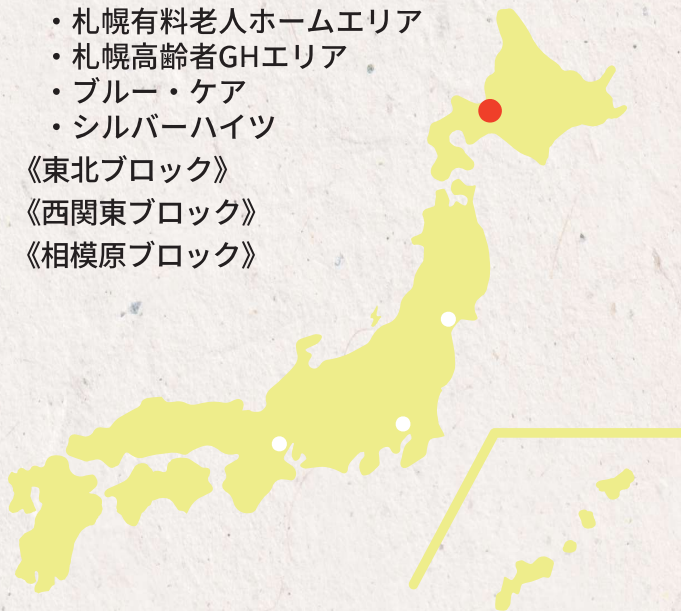 ・札幌有料老人ホームエリア
・札幌高齢者GHエリア
・ブルー・ケア
・シルバーハイツ
《東北ブロック》
《西関東ブロック》
《相模原ブロック》